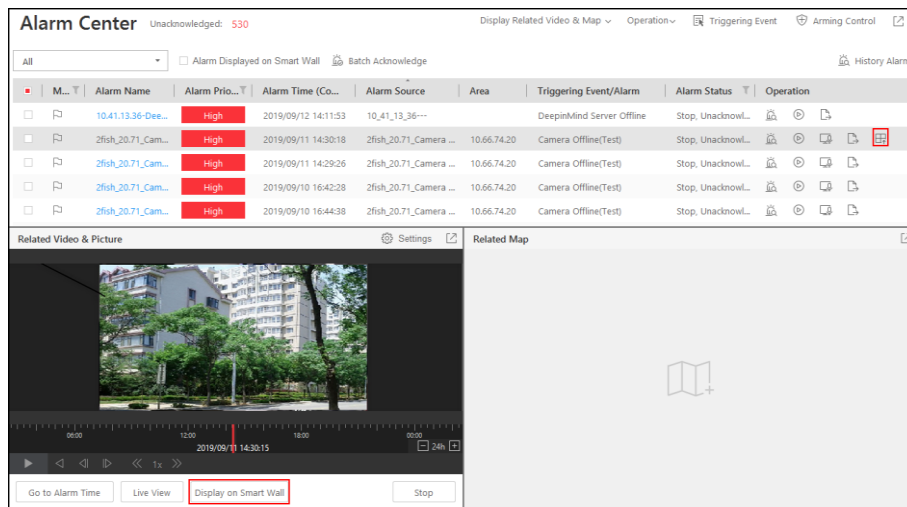 Alarm Center Unacknowledged: 530 Display Related Video & Map Operation Triggering Event Arming Control
All Alarm Displayed on Smart Wall Batch Acknowledge History Alarm
M... Alarm Name Alarm Prio... Alarm Time (Co... Alarm Source Area Triggering Event/Alarm Alarm Status Operation
10.41.13.36-Dee... High 2019/09/12 14:11:53 10_41_13_36--- DeepinMind Server Offline Stop, Unacknowl...
2fish_20.71_Cam... High 2019/09/11 14:30:18 2fish_20.71_Camera ... 10.66.74.20 Camera Offline(Test) Stop, Unacknowl...
2fish_20.71_Cam... High 2019/09/11 14:29:26 2fish_20.71_Camera ... 10.66.74.20 Camera Offline(Test) Stop, Unacknowl...
2fish_20.71_Cam... High 2019/09/10 16:42:28 2fish_20.71_Camera ... 10.66.74.20 Camera Offline(Test) Stop, Unacknowl...
2fish_20.71_Cam... High 2019/09/10 16:44:38 2fish_20.71_Camera ... 10.66.74.20 Camera Offline(Test) Stop, Unacknowl...
Related Video & Picture Settings Related Map
06:00 12:00 18:00 00:00
2019/09/11 14:30:15 24h
1x
Go to Alarm Time Live View Display on Smart Wall Stop